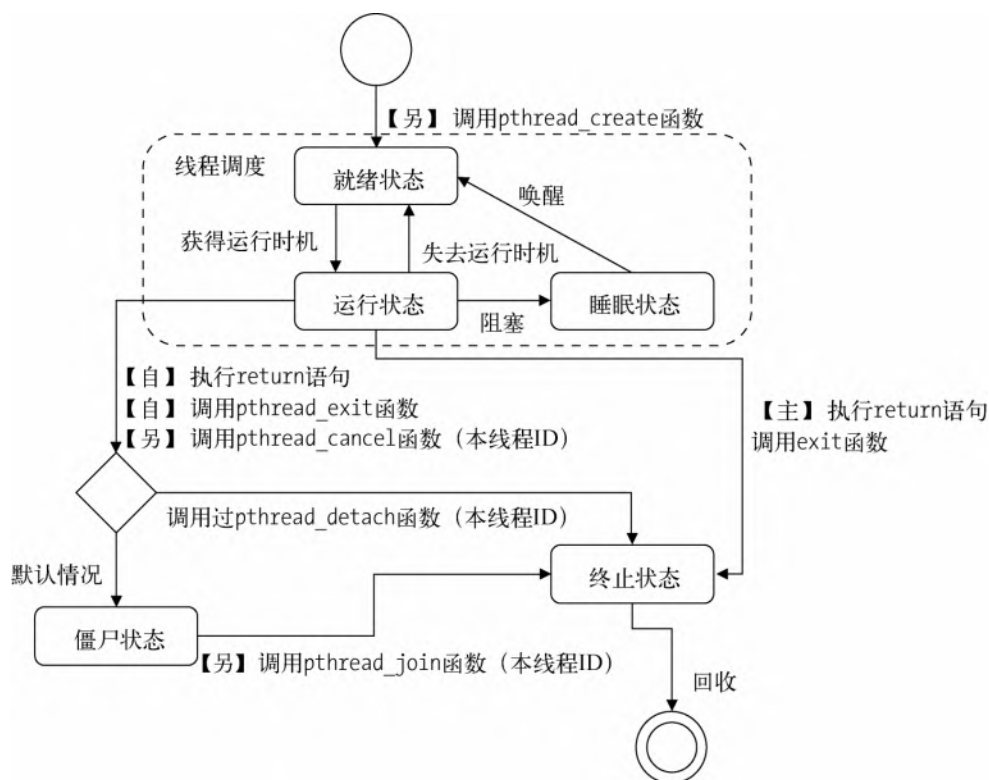 【另】调用pthread_create函数
线程调度
就绪状态
唤醒
获得运行时机
失去运行时机
运行状态
阻塞
睡眠状态
【自】执行return语句
【自】调用pthread_exit函数
【另】调用pthread_cancel函数（本线程ID）
【主】执行return语句
调用exit函数
调用过pthread_detach函数（本线程ID）
默认情况
终止状态
僵尸状态
【另】调用pthread_join函数（本线程ID）
回收